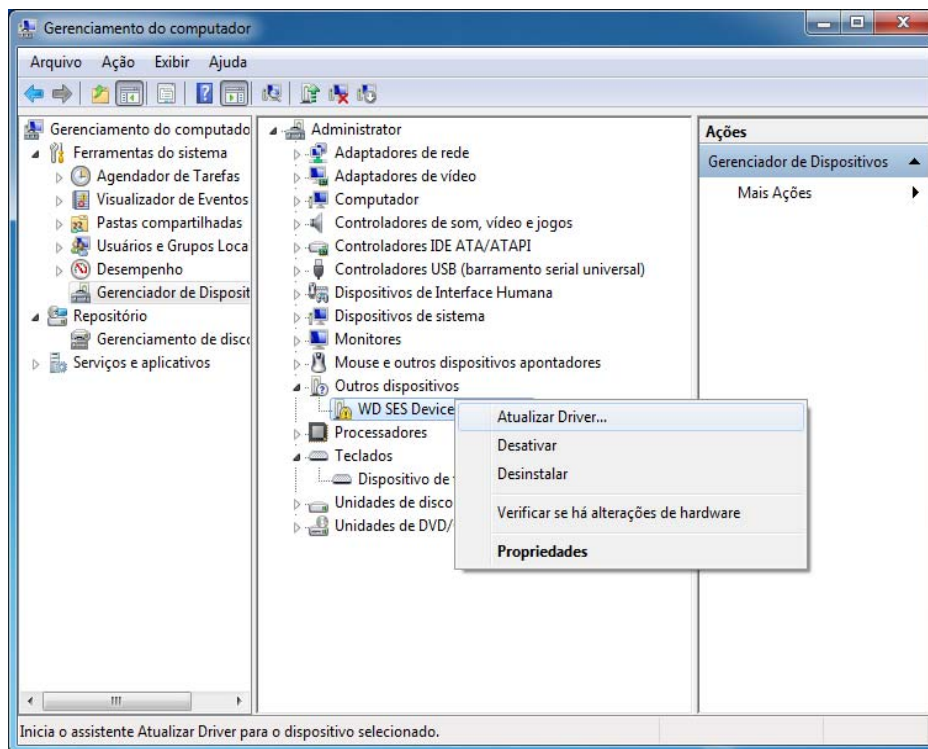 Gerenciamento do computador
Arquivo Ação Exibir Ajuda
Gerenciamento do computado
Ferramentas do sistema
Agendador de Tarefas
Visualizador de Eventos
Pastas compartilhadas
Usuários e Grupos Loca
Desempenho
Gerenciador de Disposit
Repositório
Gerenciamento de disco
Serviços e aplicativos
Administrator
Adaptadores de rede
Adaptadores de vídeo
Computador
Controladores de som, vídeo e jogos
Controladores IDE ATA/ATAPI
Controladores USB (barramento serial universal)
Dispositivos de Interface Humana
Dispositivos de sistema
Monitores
Mouse e outros dispositivos apontadores
Outros dispositivos
WD SES Device
Processadores
Teclados
Dispositivo de
Unidades de disco
Unidades de DVD/
Atualizar Driver...
Desativar
Desinstalar
Verificar se há alterações de hardware
Propriedades
Ações
Gerenciador de Dispositivos
Mais Ações
Inicia o assistente Atualizar Driver para o dispositivo selecionado.